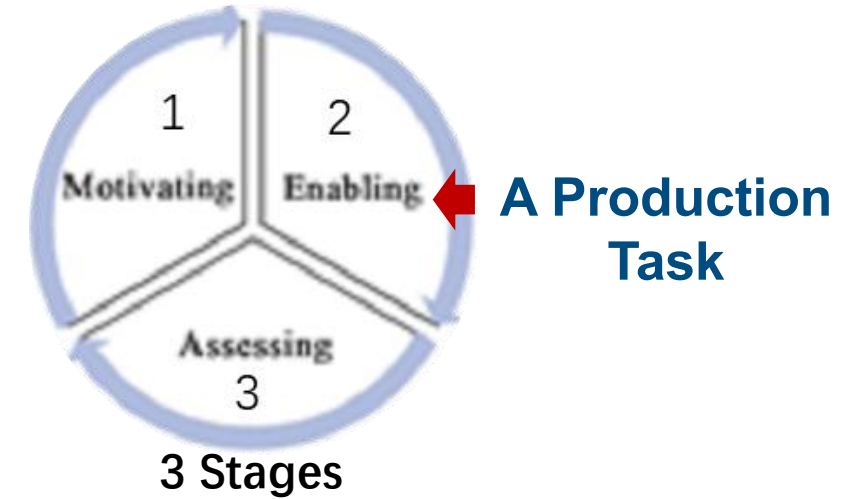 1
Motivating
2
Enabling
A Production
Task
Assessing
3
3 Stages